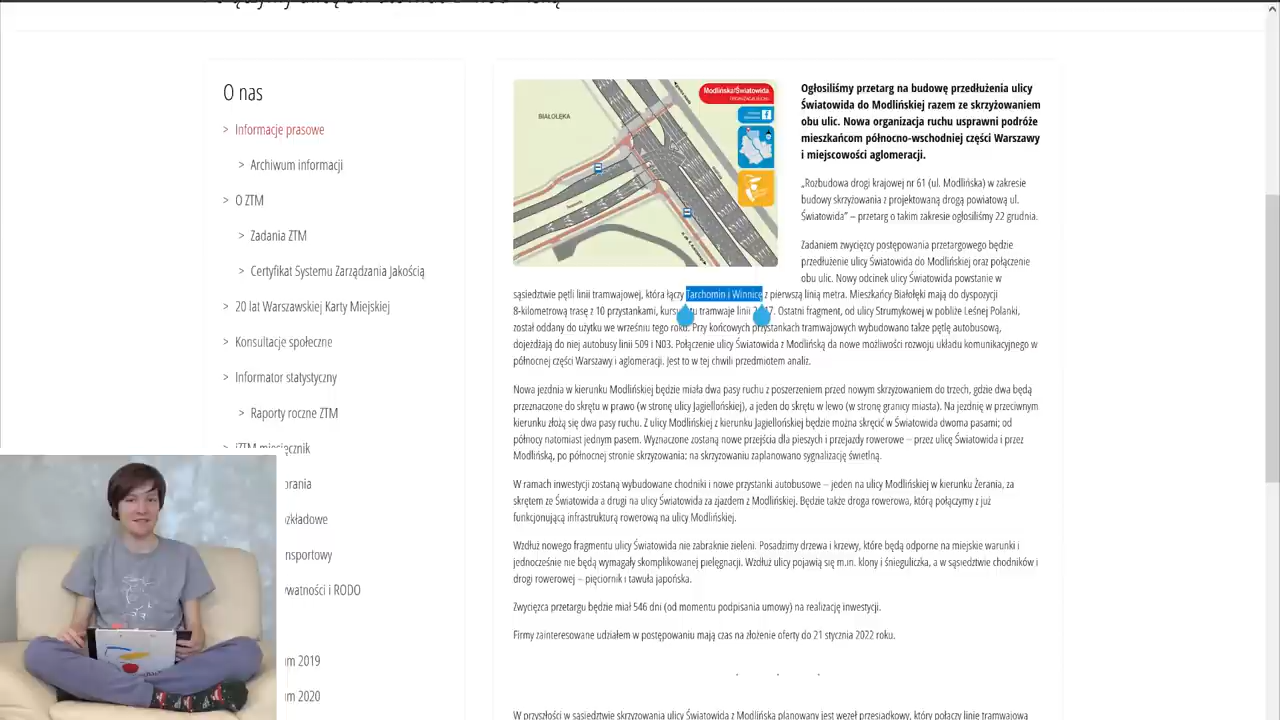 O nas
> Informacje prasowe
> Archiwum informacji
> O ZTM
> Zadania ZTM
> Certyfikat Systemu Zarządzania Jakością
> 20 lat Warszawskiej Karty Miejskiej
> Konsultacje społeczne
> Informator statystyczny
> Raporty roczne ZTM
> iZTM miesięcznik
RODO
2019
2020
BIAŁOŁĘKA
Modlińska/Światowida
Ogłosiliśmy przetarg na budowę przedłużenia ulicy
Światowida do Modlińskiej razem ze skrzyżowaniem
obu ulic. Nowa organizacja ruchu usprawni podróże
mieszkańcom północno-wschodniej części Warszawy
i miejscowości aglomeracji.
„Rozbudowa drogi krajowej nr 61 (ul. Modlińska) w zakresie
budowy skrzyżowania z projektowaną drogą powiatową ul.
Światowida” – przetarg o takim zakresie ogłosiliśmy 22 grudnia.
Zadaniem zwycięzcy postępowania przetargowego będzie
przedłużenie ulicy Światowida do Modlińskiej oraz połączenie
obu ulic. Nowy odcinek ulicy Światowida powstanie w
sąsiedztwie pętli linii tramwajowej, która łączy Tarchomin i Winnicę z pierwszą linią metra. Mieszkańcy Białołęki mają do dyspozycji
8-kilometrową trasę z 10 przystankami, kursują tu tramwaje linii 2 i 17. Ostatni fragment, od ulicy Strumykowej w pobliże Leśnej Polanki,
został oddany do użytku we wrześniu tego roku. Przy końcowych przystankach tramwajowych wybudowano także pętlę autobusową,
dojeżdżają do niej autobusy linii 509 i N03. Połączenie ulicy Światowida z Modlińską da nowe możliwości rozwoju układu komunikacyjnego w
północnej części Warszawy i aglomeracji. Jest to w tej chwili przedmiotem analiz.
Nowa jezdnia w kierunku Modlińskiej będzie miała dwa pasy ruchu z poszerzeniem przed nowym skrzyżowaniem do trzech, gdzie dwa będą
przeznaczone do skrętu w prawo (w stronę ulicy Jagiellońskiej), a jeden do skrętu w lewo (w stronę granicy miasta). Na jezdnię w przeciwnym
kierunku złożą się dwa pasy ruchu. Z ulicy Modlińskiej z kierunku Jagiellońskiej będzie można skręcić w Światowida dwoma pasami; od
północy natomiast jednym pasem. Wyznaczone zostaną nowe przejścia dla pieszych i przejazdy rowerowe – przez ulicę Światowida i przez
Modlińską, po północnej stronie skrzyżowania; na skrzyżowaniu zaplanowano sygnalizację świetlną.
W ramach inwestycji zostaną wybudowane chodniki i nowe przystanki autobusowe – jeden na ulicy Modlińskiej w kierunku Żerania, za
skrętem ze Światowida a drugi na ulicy Światowida za zjazdem z Modlińskiej. Będzie także droga rowerowa, którą połączymy z już
funkcjonującą infrastrukturą rowerową na ulicy Modlińskiej.
Wzdłuż nowego fragmentu ulicy Światowida nie zabraknie zieleni. Posadzimy drzewa i krzewy, które będą odporne na miejskie warunki i
jednocześnie nie będą wymagały skomplikowanej pielęgnacji. Wzdłuż ulicy pojawią się m.in. klony i śnieguliczka, a w sąsiedztwie chodników i
drogi rowerowej – pięciornik i tawuła japońska.
Zwycięzca przetargu będzie miał 546 dni (od momentu podpisania umowy) na realizację inwestycji.
Firmy zainteresowane udziałem w postępowaniu mają czas na złożenie oferty do 21 stycznia 2022 roku.
W przyszłości w sąsiedztwie skrzyżowania ulicy Światowida z Modlińską planowany jest węzeł przesiadkowy, który połączy linię tramwajową